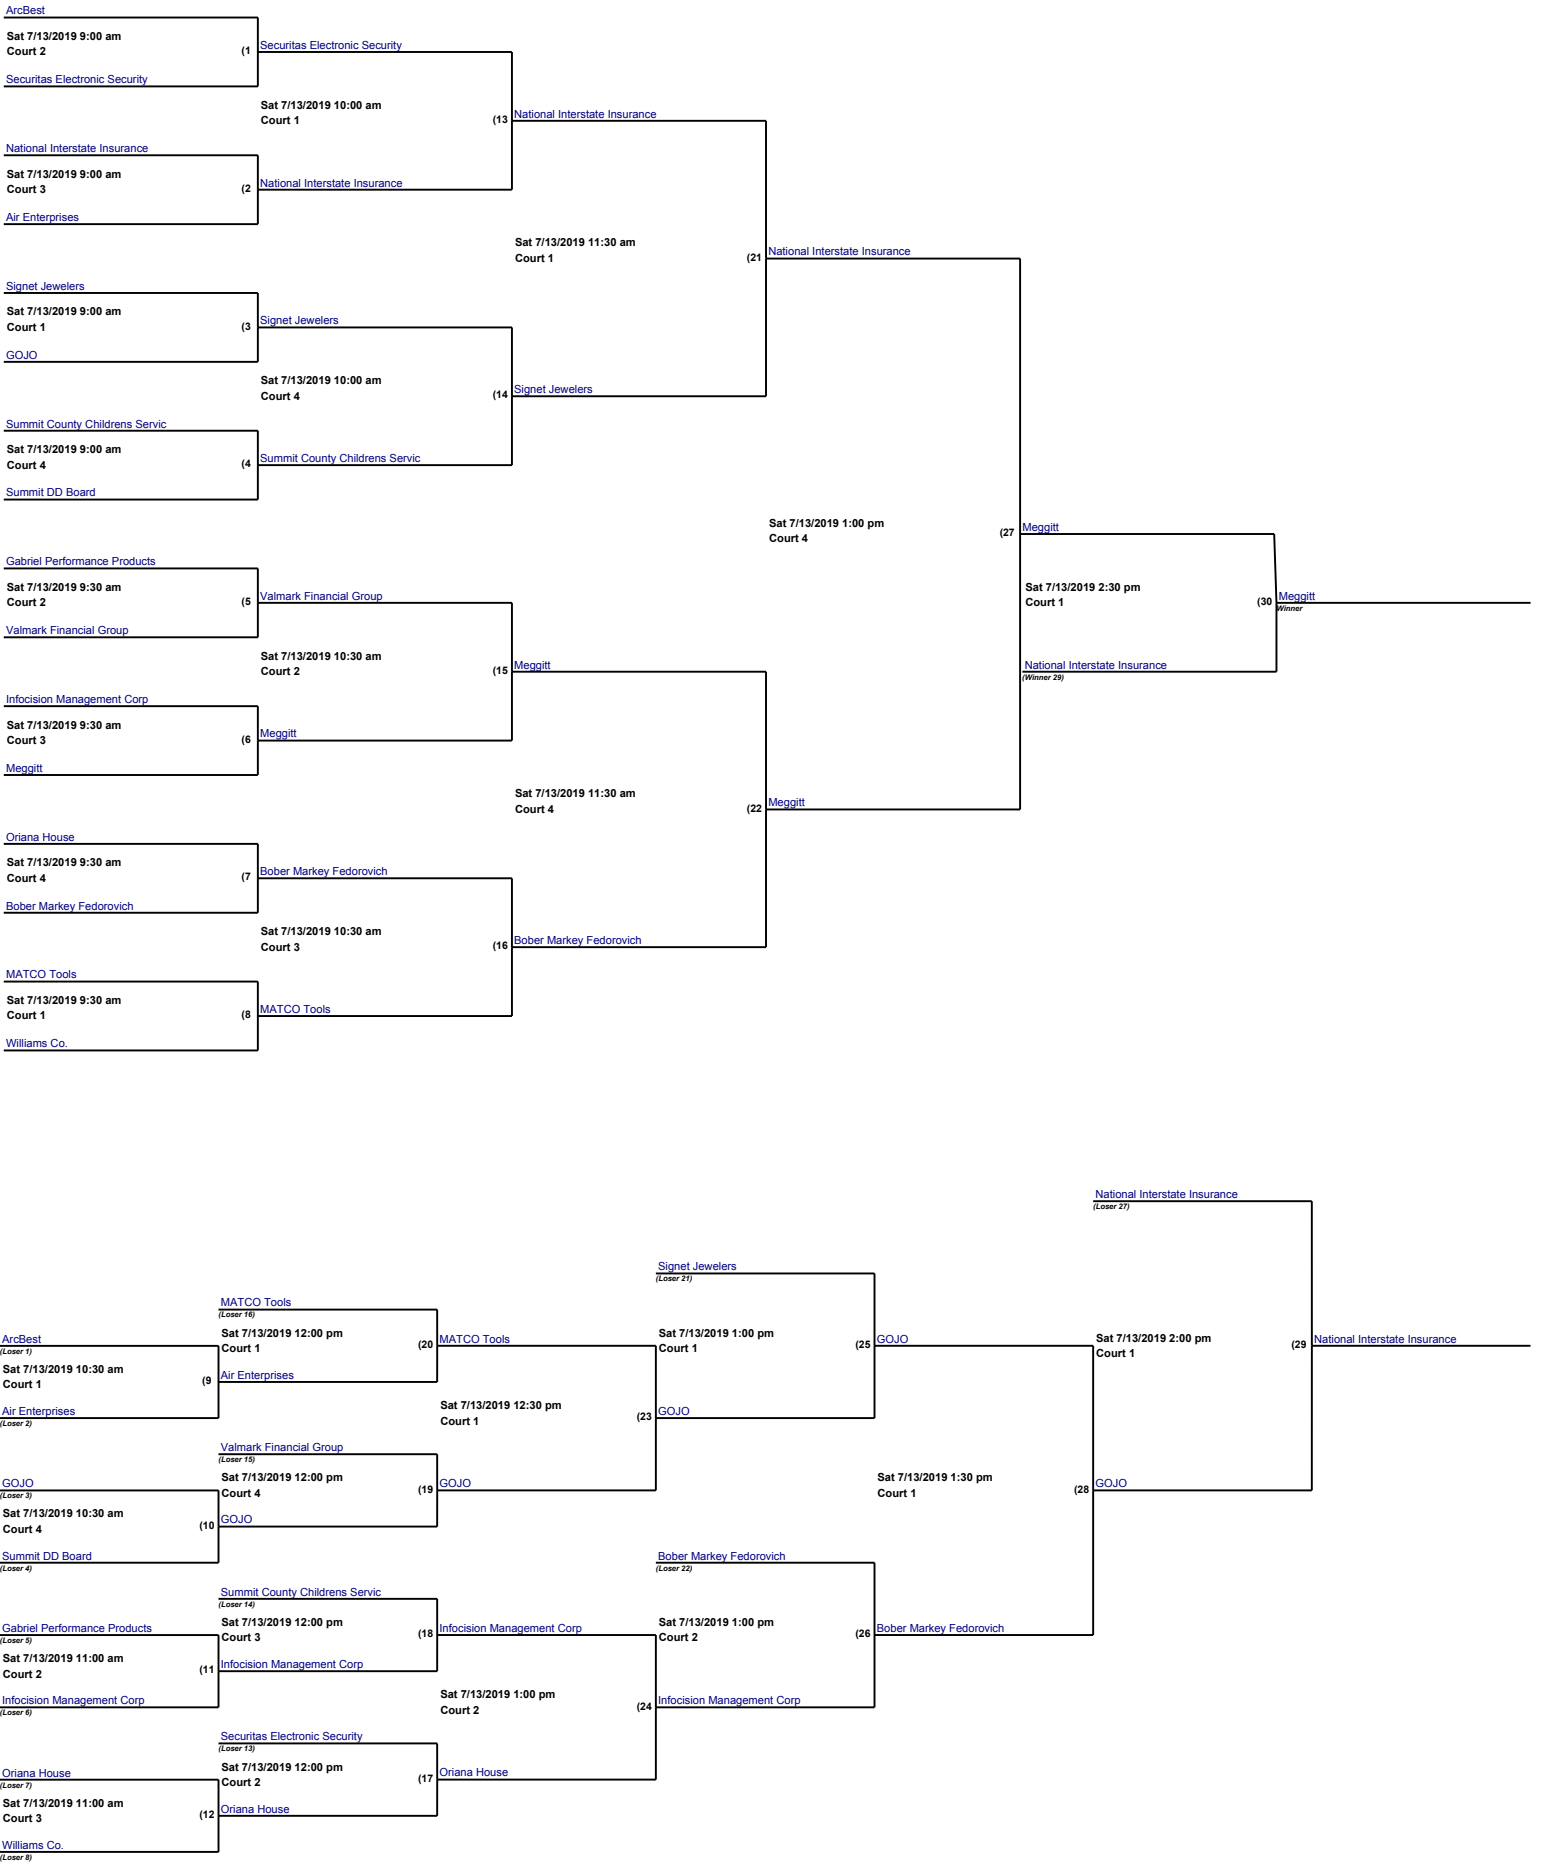 ArcBest
Sat 7/13/2019 9:00 am
Court 2
(1
Securitas Electronic Security
Securitas Electronic Security
Sat 7/13/2019 10:00 am
Court 1
(13
National Interstate Insurance
National Interstate Insurance
Sat 7/13/2019 9:00 am
Court 3
(2
National Interstate Insurance
Air Enterprises
Sat 7/13/2019 11:30 am
Court 1
(21
National Interstate Insurance
Signet Jewelers
Sat 7/13/2019 9:00 am
Court 1
(3
Signet Jewelers
GOJO
Sat 7/13/2019 10:00 am
Court 4
(14
Signet Jewelers
Summit County Childrens Servic
Sat 7/13/2019 9:00 am
Court 4
(4
Summit County Childrens Servic
Summit DD Board
Sat 7/13/2019 1:00 pm
Court 4
(27
Meggitt
Gabriel Performance Products
Sat 7/13/2019 9:30 am
Court 2
(5
Valmark Financial Group
Sat 7/13/2019 2:30 pm
Court 1
(30
Meggitt
Winner
Valmark Financial Group
Sat 7/13/2019 10:30 am
Court 2
(15
Meggitt
National Interstate Insurance
(Winner 29)
Infocision Management Corp
Sat 7/13/2019 9:30 am
Court 3
(6
Meggitt
Meggitt
Sat 7/13/2019 11:30 am
Court 4
(22
Meggitt
Oriana House
Sat 7/13/2019 9:30 am
Court 4
(7
Bober Markey Fedorovich
Bober Markey Fedorovich
Sat 7/13/2019 10:30 am
Court 3
(16
Bober Markey Fedorovich
MATCO Tools
Sat 7/13/2019 9:30 am
Court 1
(8
MATCO Tools
Williams Co.
National Interstate Insurance
(Loser 27)
Signet Jewelers
(Loser 21)
MATCO Tools
(Loser 16)
ArcBest
(Loser 1)
Sat 7/13/2019 12:00 pm
Court 1
(20
MATCO Tools
Sat 7/13/2019 1:00 pm
Court 1
(25
GOJO
Sat 7/13/2019 2:00 pm
Court 1
(29
National Interstate Insurance
Sat 7/13/2019 10:30 am
Court 1
(9
Air Enterprises
Air Enterprises
(Loser 2)
Sat 7/13/2019 12:30 pm
Court 1
(23
GOJO
Valmark Financial Group
(Loser 15)
GOJO
(Loser 3)
Sat 7/13/2019 12:00 pm
Court 4
(19
GOJO
Sat 7/13/2019 1:30 pm
Court 1
(28
GOJO
Sat 7/13/2019 10:30 am
Court 4
(10
GOJO
Summit DD Board
(Loser 4)
Bober Markey Fedorovich
(Loser 22)
Summit County Childrens Servic
(Loser 14)
Gabriel Performance Products
(Loser 5)
Sat 7/13/2019 12:00 pm
Court 3
(18
Infocision Management Corp
Sat 7/13/2019 1:00 pm
Court 2
(26
Bober Markey Fedorovich
Sat 7/13/2019 11:00 am
Court 2
(11
Infocision Management Corp
Infocision Management Corp
(Loser 6)
Sat 7/13/2019 1:00 pm
Court 2
(24
Infocision Management Corp
Securitas Electronic Security
(Loser 13)
Oriana House
(Loser 7)
Sat 7/13/2019 12:00 pm
Court 2
(17
Oriana House
Sat 7/13/2019 11:00 am
Court 3
(12
Oriana House
Williams Co.
(Loser 8)